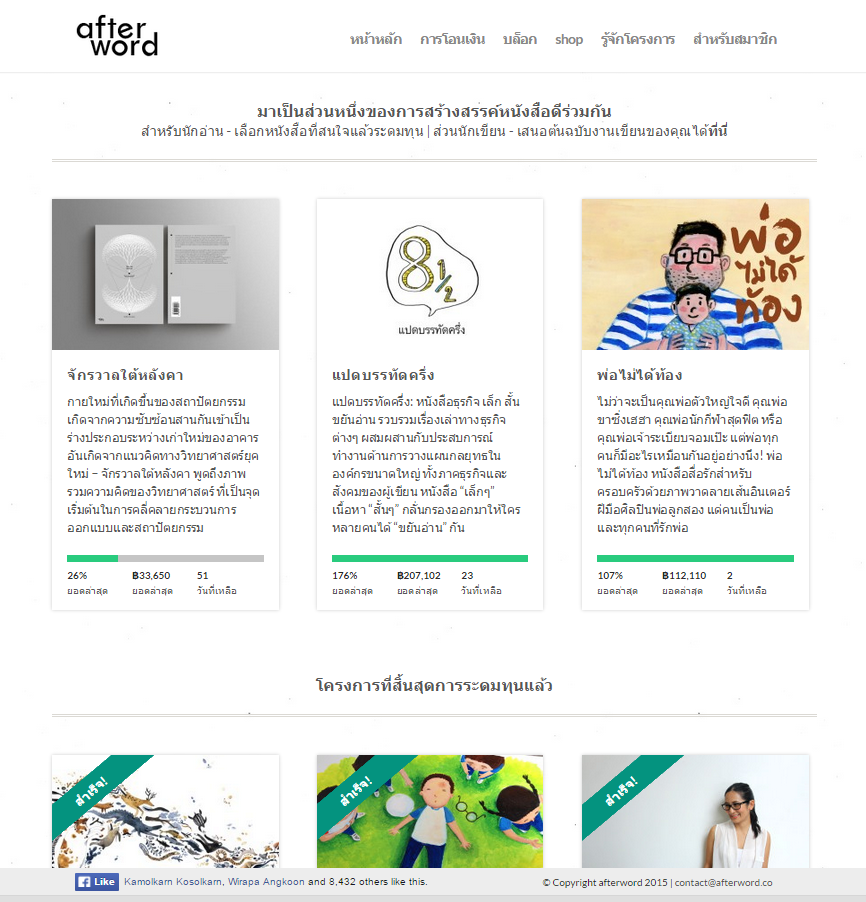 after
word
หน้าหลัก การโอนเงิน บล็อก shop รู้จักโครงการ สำหรับสมาชิก
มาเป็นส่วนหนึ่งของการสร้างสรรค์หนังสือดีร่วมกัน
สำหรับนักอ่าน - เลือกหนังสือที่สนใจแล้วระดมทุน | ส่วนนักเขียน - เสนอต้นฉบับงานเขียนของคุณได้ที่นี่
จักรวาลใต้หลังคา
กายใหม่ที่เกิดขึ้นของสถาปัตยกรรม
เกิดจากความซับซ้อนสานกันเข้าเป็น
ร่างประกอบระหว่างเก่าใหม่ของอาคาร
อันเกิดจากแนวคิดทางวิทยาศาสตร์ยุค
ใหม่ – จักรวาลใต้หลังคา พูดถึงภาพ
รวมความคิดของวิทยาศาสตร์ ที่เป็นจุด
เริ่มต้นในการคลี่คลายกระบวนการ
ออกแบบและสถาปัตยกรรม
26% ฿33,650 51
ยอดล่าสุด ยอดล่าสุด วันที่เหลือ
8 1/2
แปดบรรทัดครึ่ง
แปดบรรทัดครึ่ง
แปดบรรทัดครึ่ง: หนังสือธุรกิจ เล็ก สั้น
ขยันอ่าน รวบรวมเรื่องเล่าทางธุรกิจ
ต่างๆ ผสมผสานกับประสบการณ์
ทำงานด้านการวางแผนกลยุทธใน
องค์กรขนาดใหญ่ ทั้งภาคธุรกิจและ
สังคมของผู้เขียน หนังสือ “เล็กๆ”
เนื้อหา “สั้นๆ” กลั่นกรองออกมาให้ใคร
หลายคนได้ “ขยันอ่าน” กัน
176% ฿207,102 23
ยอดล่าสุด ยอดล่าสุด วันที่เหลือ
พ่อ
ไม่ได้
ท้อง
พ่อไม่ได้ท้อง
ไม่ว่าจะเป็นคุณพ่อตัวใหญ่ใจดี คุณพ่อ
ขาซิ่งเฮฮา คุณพ่อนักกีฬาสุดฟิต หรือ
คุณพ่อเจ้าระเบียบจอมเป๊ะ แต่พ่อทุก
คนก็มีอะไรเหมือนกันอยู่อย่างนึง! พ่อ
ไม่ได้ท้อง หนังสือสื่อรักสำหรับ
ครอบครัวด้วยภาพวาดลายเส้นอินเตอร์
ฝีมือศิลปินพ่อลูกสอง แด่คนเป็นพ่อ
และทุกคนที่รักพ่อ
107% ฿112,110 2
ยอดล่าสุด ยอดล่าสุด วันที่เหลือ
โครงการที่สิ้นสุดการระดมทุนแล้ว
สำเร็จ!
สำเร็จ!
สำเร็จ!
Like Kamolkarn Kosolkarn, Wirapa Angkoon and 8,432 others like this.
© Copyright afterword 2015 | contact@afterword.co